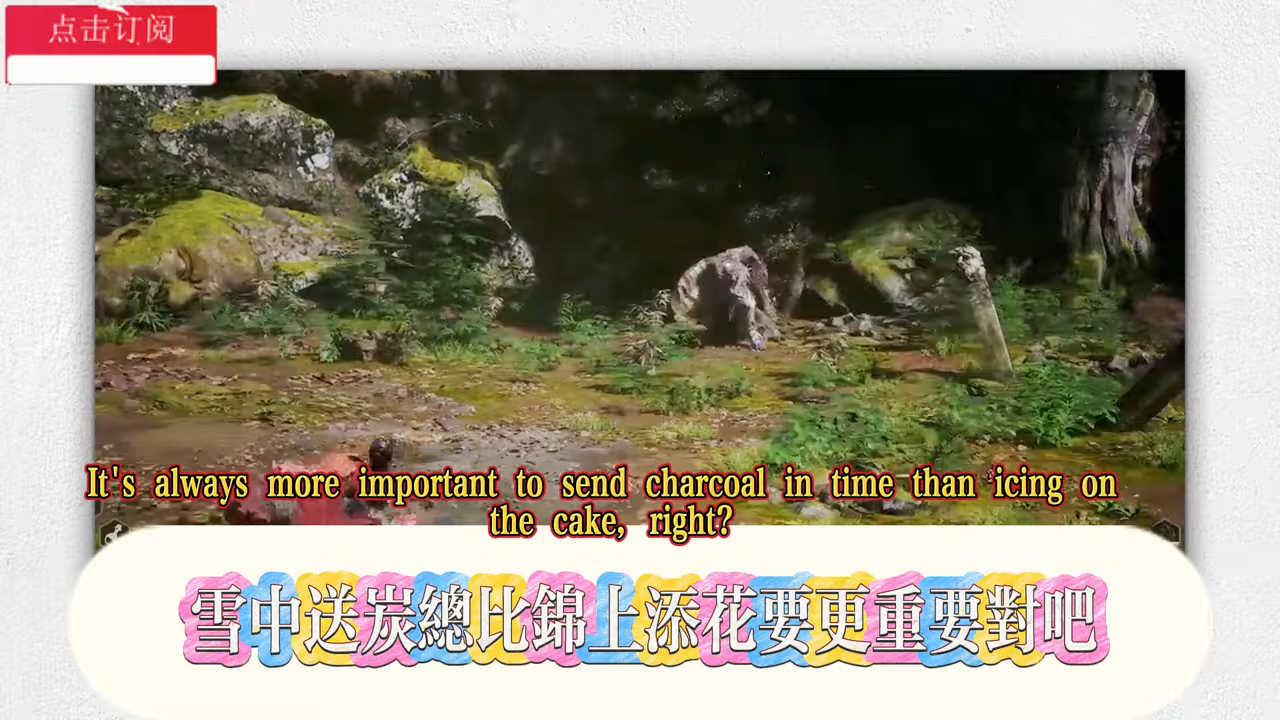 点击订阅
It's always more important to send charcoal in time than icing on
the cake, right?
雪中送炭總比錦上添花要更重要對吧